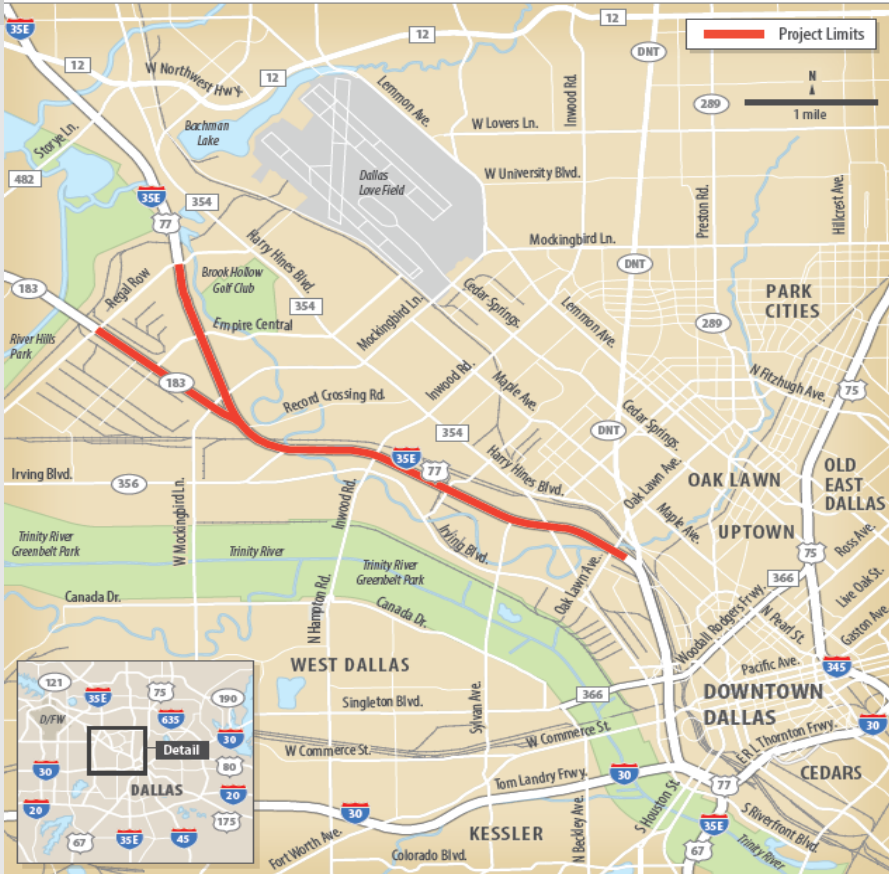 35E
12
12
DNT
Project Limits
12
W Northwest Hwy.
12
Lemmon Ave.
Inwood Rd.
289
N
1 mile
Storye Ln.
Bachman
Lake
W Lovers Ln.
482
Dallas
Love Field
W University Blvd.
Preston Rd.
Hillcrest Ave.
35E
77
354
Mockingbird Ln.
DNT
Harry Hines Blvd.
183
Regal Row
Brook Hollow
Golf Club
354
Cedar Springs.
Lemmon Ave.
PARK
CITIES
Mockingbird Ln.
Empire Central
289
River Hills
Park
183
Inwood Rd.
Maple Ave.
N Fitzhugh Ave.
75
Record Crossing Rd.
Cedar Springs.
354
DNT
35E
77
Harry Hines Blvd.
Oak Lawn Ave.
OAK LAWN
OLD
EAST
DALLAS
Irving Blvd.
356
W Mockingbird Ln.
Inwood Rd.
Maple Ave.
UPTOWN
Trinity River
Greenbelt Park
Trinity River
Irving Blvd.
75
Ross Ave.
Trinity River
Greenbelt Park
Oak Lawn Ave.
366
Live Oak St.
Canada Dr.
N Hampton Rd.
Canada Dr.
Woodall Rodgers Frwy.
N Pearl St.
Gaston Ave.
WEST DALLAS
Pacific Ave.
345
121
35E
75
190
Singleton Blvd.
Sylvan Ave.
366
DOWNTOWN
DALLAS
D/FW
635
30
W Commerce St.
30
Detail
W Commerce St.
E R.L. Thornton Frwy.
30
80
Tom Landry Frwy.
30
CEDARS
DALLAS
20
77
20
175
30
S Houston St.
35E
S Riverfront Blvd.
67
35E
45
Fort Worth Ave.
KESSLER
N Beckley Ave.
Colorado Blvd.
67
Trinity River